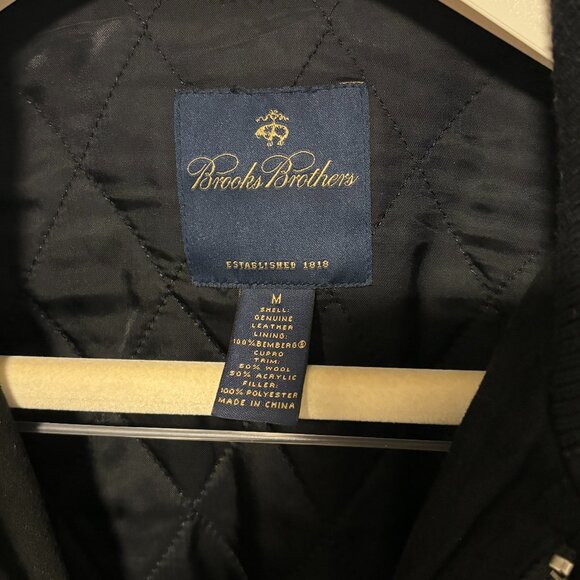 Brooks Brothers
ESTABLISHED 1818
M
SHELL:
GENUINE
LEATHER
LINING:
100% BEMBERG®
CUPRO
TRIM:
50% WOOL
50% ACRYLIC
FILLER:
100% POLYESTER
MADE IN CHINA